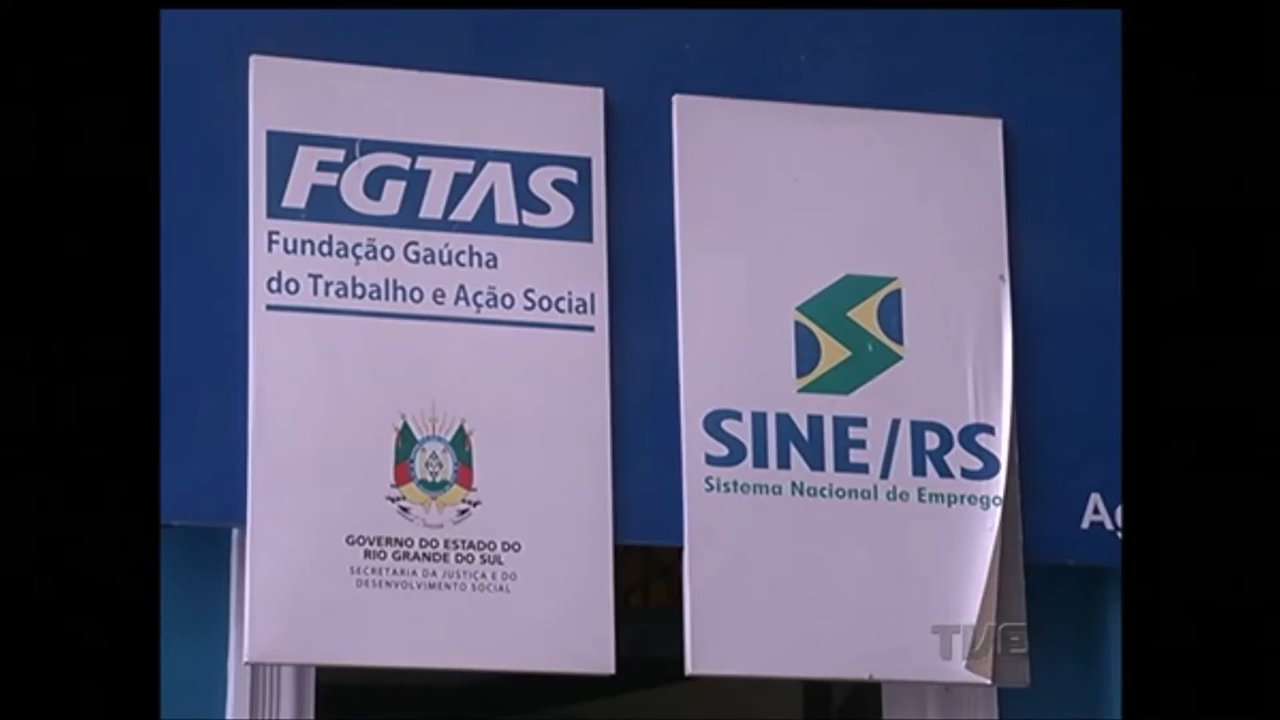 FGTAS
Fundação Gaúcha
do Trabalho e Ação Social
GOVERNO DO ESTADO DO
RIO GRANDE DO SUL
SECRETARIA DA JUSTIÇA E DO
DESENVOLVIMENTO SOCIAL
SINE/RS
Sistema Nacional de Emprego
TVE